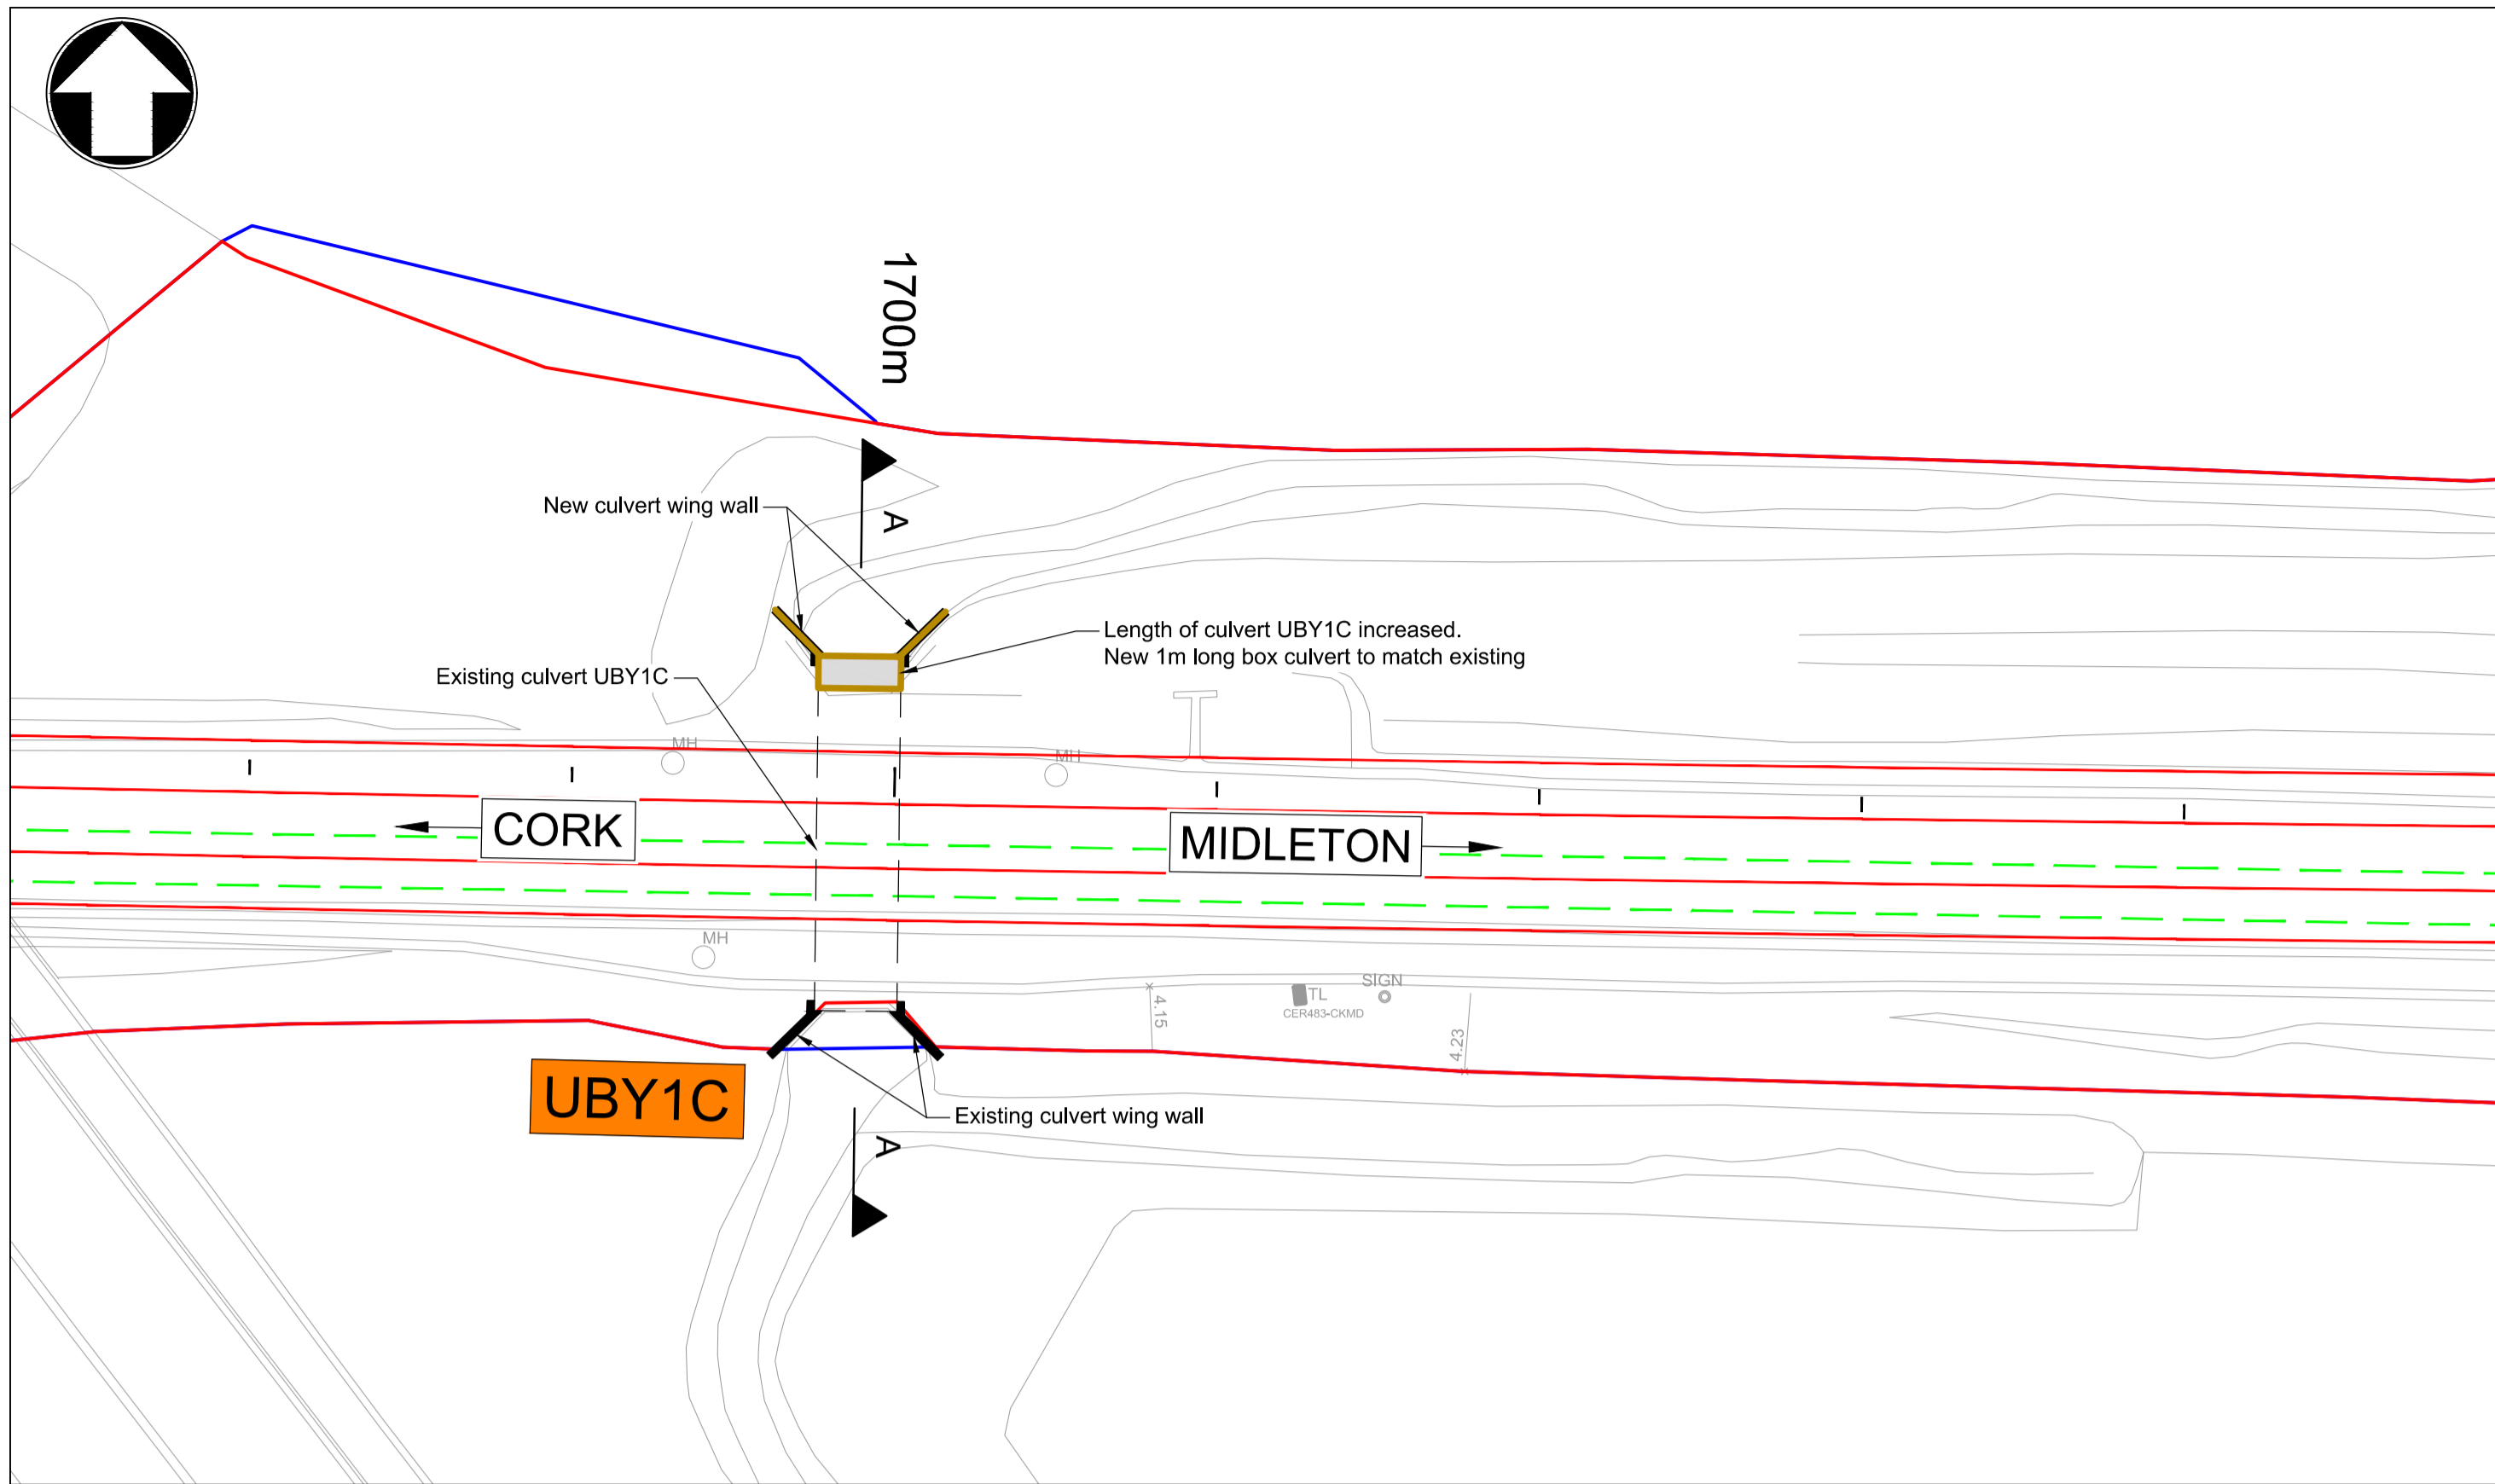 1700m
New culvert wing wall
A
Length of culvert UBY1C increased.
New 1m long box culvert to match existing
Existing culvert UBY1C
MH
MH
CORK
MIDLETON
MH
4.15
TL
SIGN
CER483-CKMD
4.23
UBY1C
Existing culvert wing wall
A